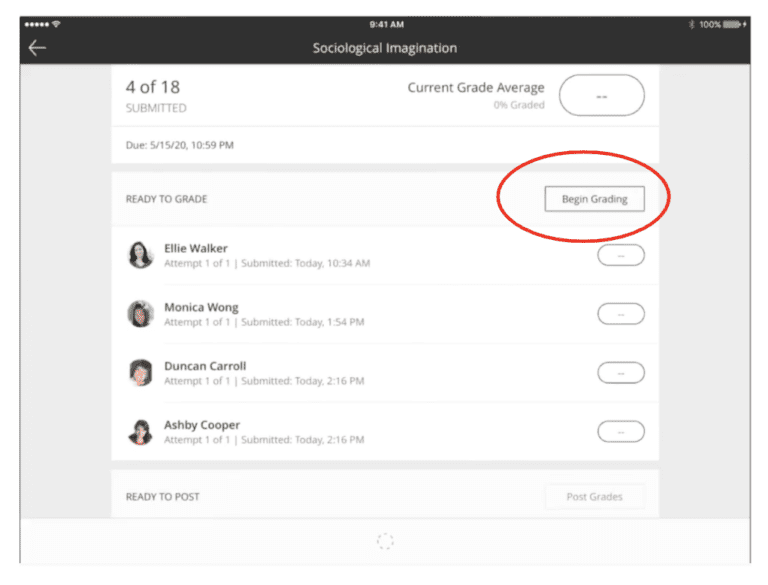 9:41 AM
100%
Sociological Imagination
4 of 18
SUBMITTED
Current Grade Average
0% Graded
--
Due: 5/15/20, 10:59 PM
READY TO GRADE
Begin Grading
Ellie Walker
Attempt 1 of 1 | Submitted: Today, 10:34 AM
--
Monica Wong
Attempt 1 of 1 | Submitted: Today, 1:54 PM
--
Duncan Carroll
Attempt 1 of 1 | Submitted: Today, 2:16 PM
--
Ashby Cooper
Attempt 1 of 1 | Submitted: Today, 2:16 PM
--
READY TO POST
Post Grades